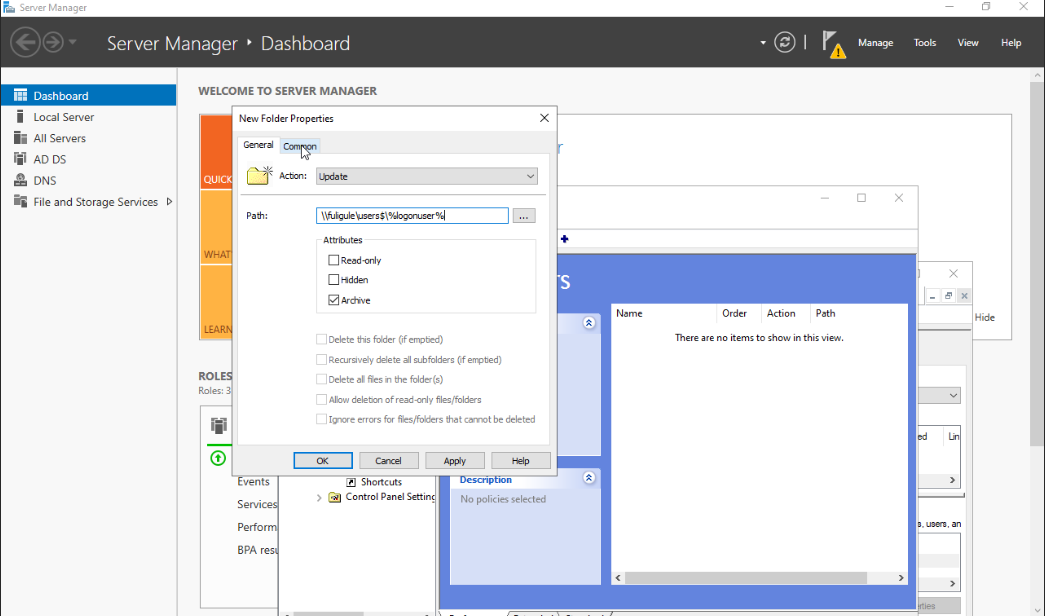 Server Manager
Server Manager • Dashboard
Manage Tools View Help
Dashboard
Local Server
All Servers
AD DS
DNS
File and Storage Services
WELCOME TO SERVER MANAGER
QUICK
WHAT'
LEARN
Hide
ROLES
Roles: 3
Events
Services
Perform
BPA resu
New Folder Properties
General Common
Action: Update
Path: \\fuligule\users$\%logonuser%
...
Attributes
Read-only
Hidden
Archive
Delete this folder (if emptied)
Recursively delete all subfolders (if emptied)
Delete all files in the folder(s)
Allow deletion of read-only files/folders
Ignore errors for files/folders that cannot be deleted
OK Cancel Apply Help
Shortcuts
Control Panel Setting
Name Order Action Path
There are no items to show in this view.
Description
No policies selected
ed Lin
s, users, an